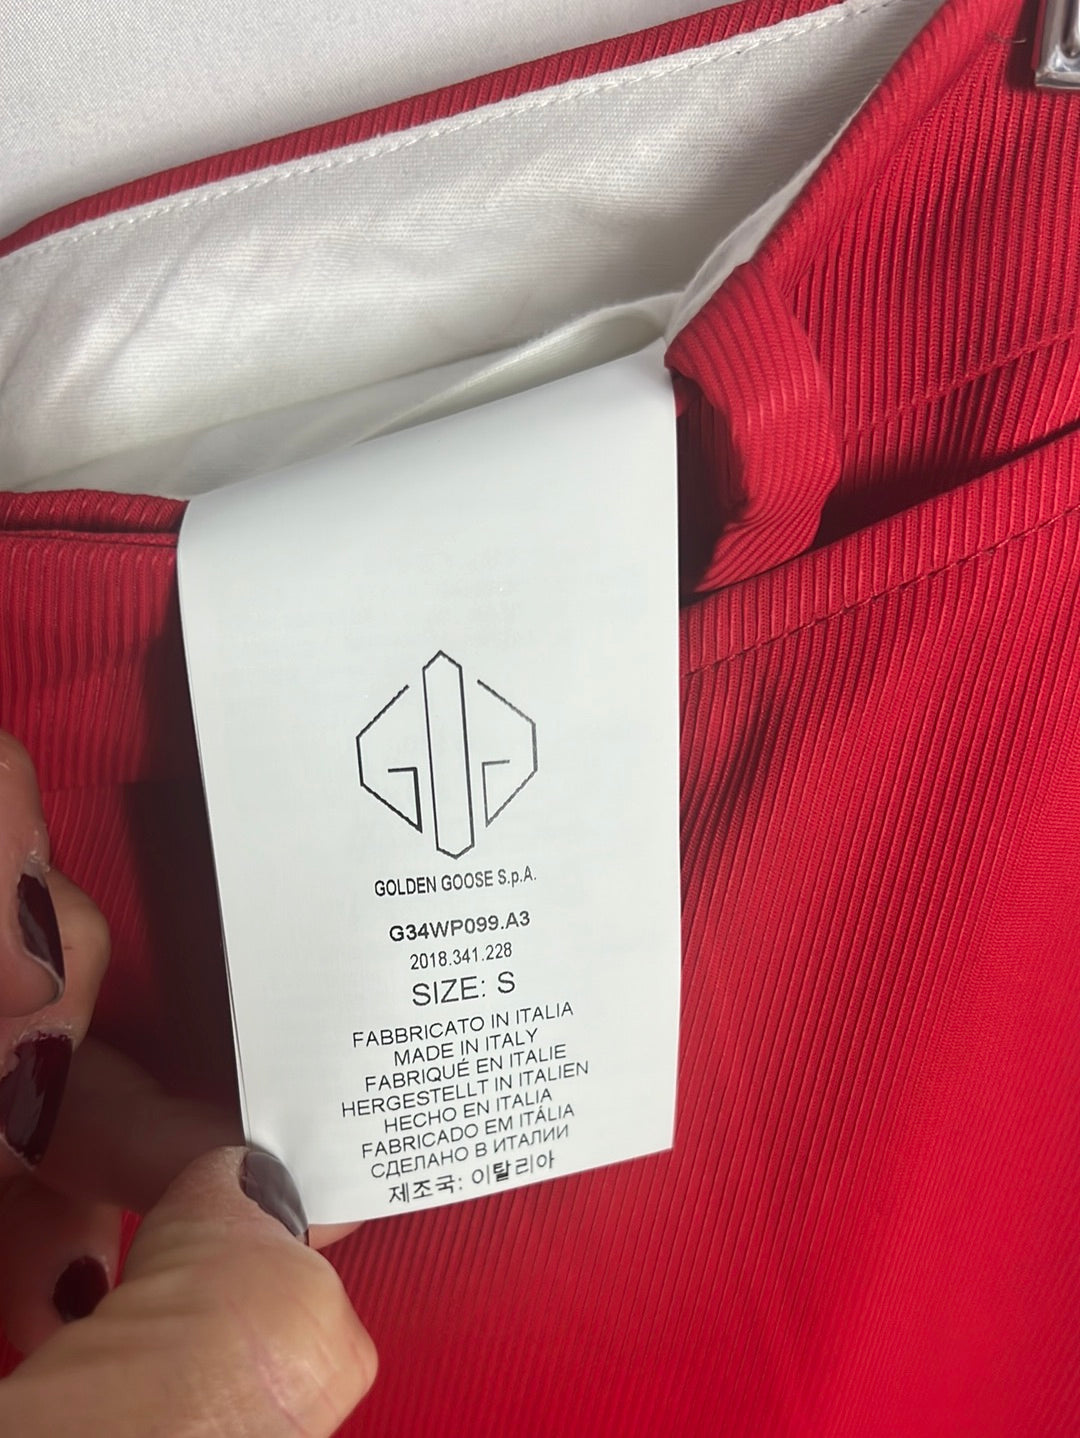 GOLDEN GOOSE S.p.A.
G34WP099.A3
2018.341.228
SIZE: S
FABBRICATO IN ITALIA
MADE IN ITALY
FABRIQUÉ EN ITALIE
HERGESTELLT IN ITALIEN
HECHO EN ITALIA
FABRICADO EM ITÁLIA
СДЕЛАНО В ИТАЛИИ
제조국: 이탈리아